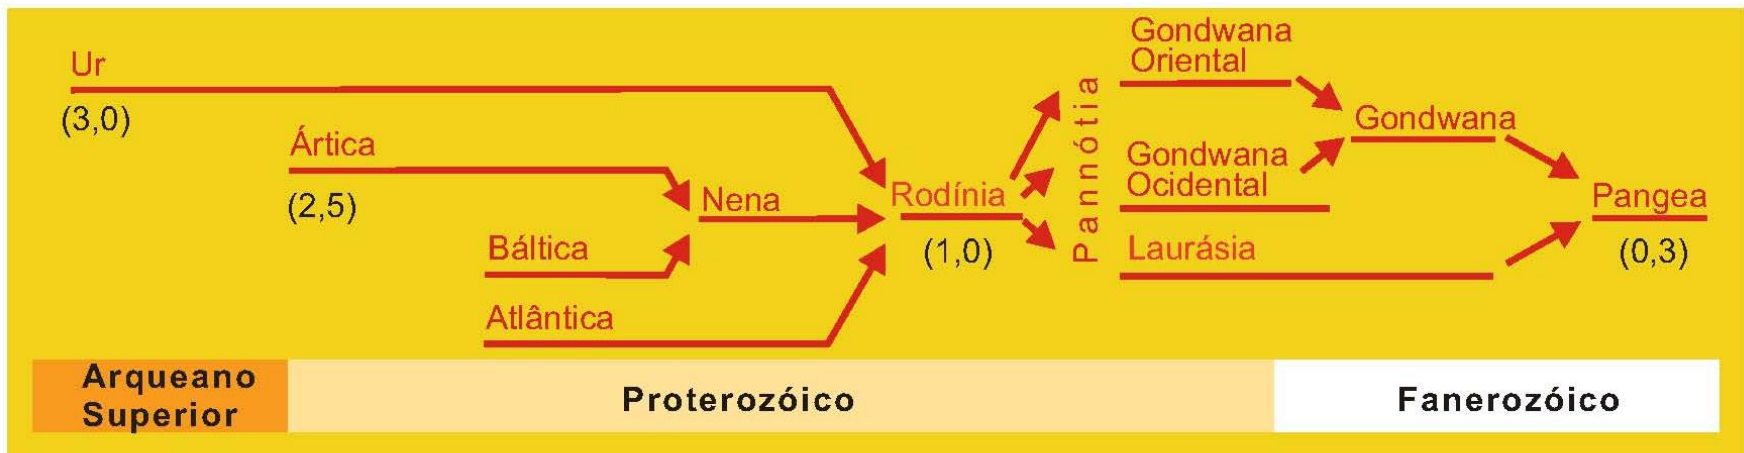 Ur
(3,0)
Ártica
(2,5)
Báltica
Atlântica
Nena
Rodínia
(1,0)
Pannótia
Gondwana
Oriental
Gondwana
Ocidental
Laurásia
Gondwana
Pangea
(0,3)
Arqueano
Superior
Proterozóico
Fanerozóico